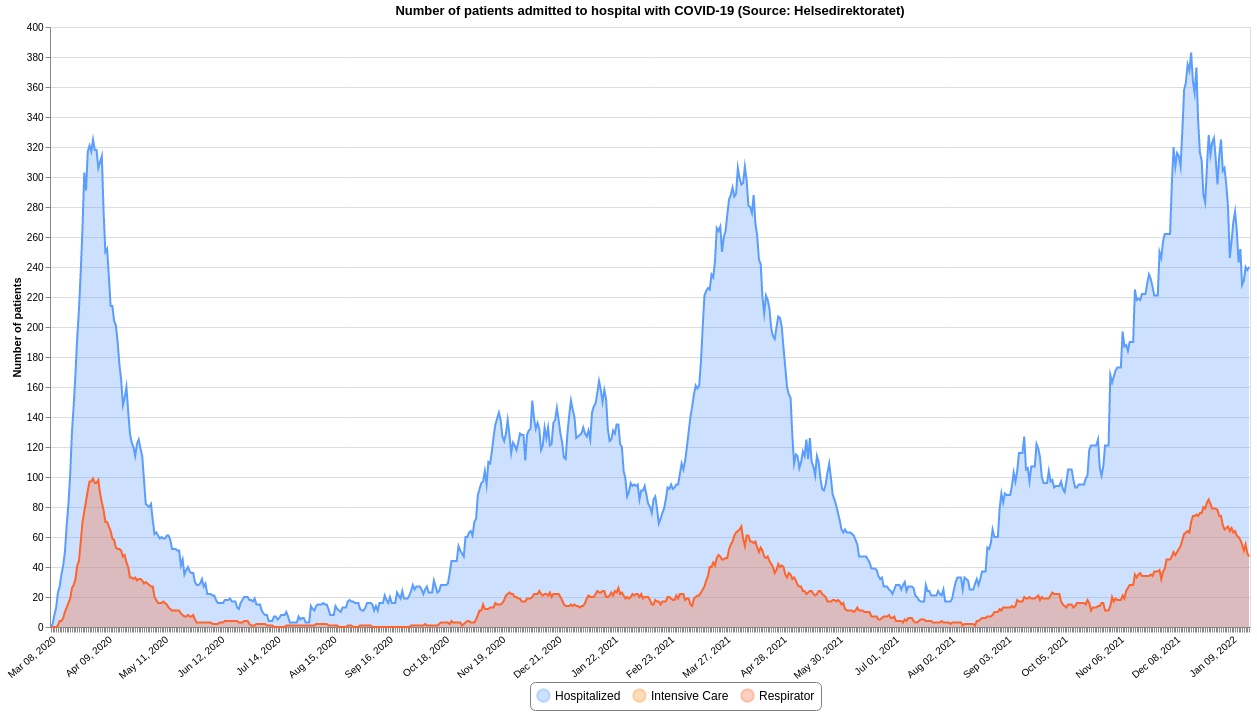 Number of patients admitted to hospital with COVID-19 (Source: Helsedirektoratet)
Number of patients
400
380
360
340
320
300
280
260
240
220
200
180
160
140
120
100
80
60
40
20
0
Mar 08, 2020
Apr 09, 2020
May 11, 2020
Jun 12, 2020
Jul 14, 2020
Aug 15, 2020
Sep 16, 2020
Oct 18, 2020
Nov 19, 2020
Dec 21, 2020
Jan 22, 2021
Feb 23, 2021
Mar 27, 2021
Apr 28, 2021
May 30, 2021
Jul 01, 2021
Aug 02, 2021
Sep 03, 2021
Oct 05, 2021
Nov 06, 2021
Dec 08, 2021
Jan 09, 2022
Hospitalized Intensive Care Respirator